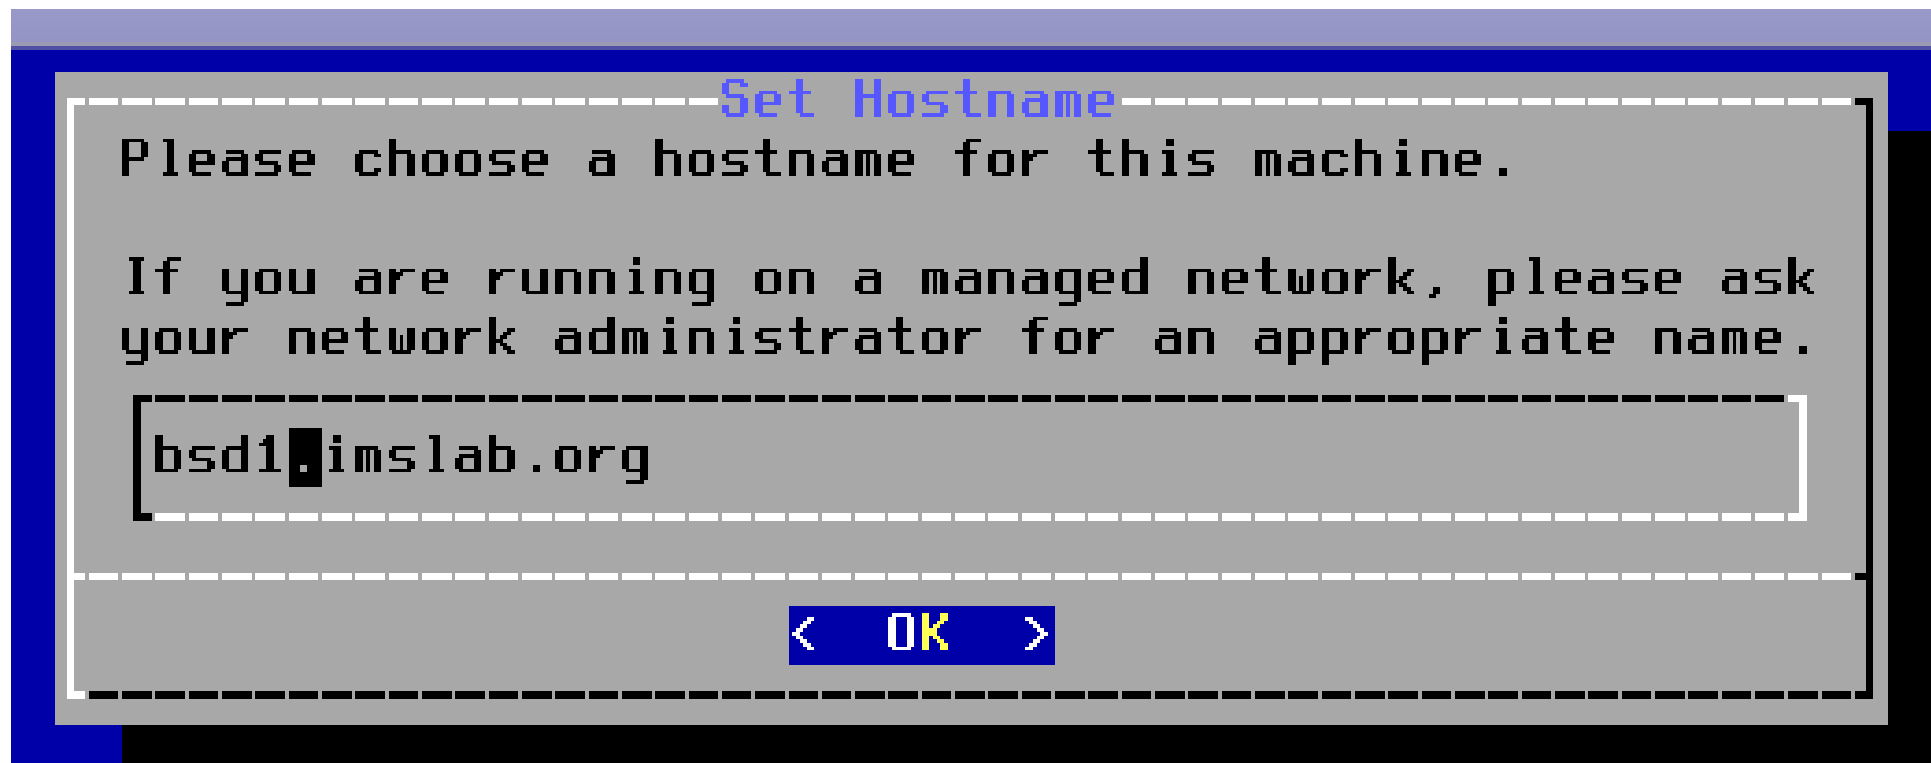 Set Hostname
Please choose a hostname for this machine.
If you are running on a managed network, please ask
your network administrator for an appropriate name.
bsd1.imslab.org
< OK >